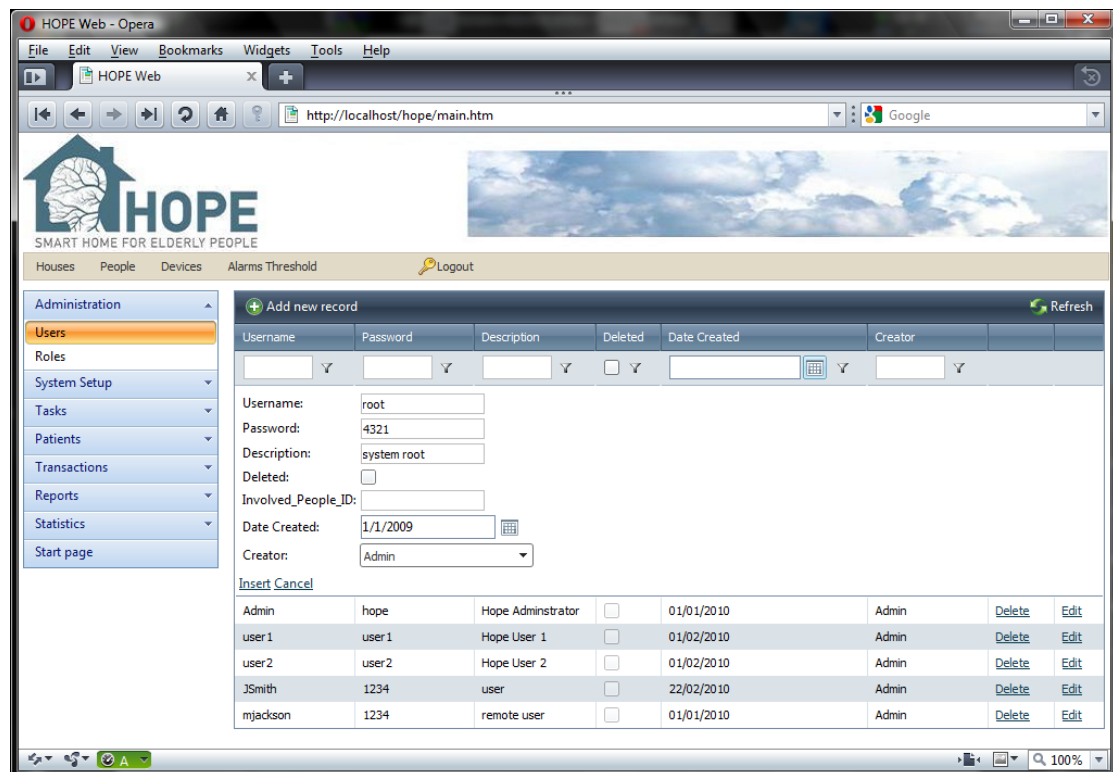 HOPE Web - Opera
File Edit View Bookmarks Widgets Tools Help
HOPE Web
http://localhost/hope/main.htm Google
HOPE
SMART HOME FOR ELDERLY PEOPLE
Houses People Devices Alarms Threshold Logout
Administration
Users
Roles
System Setup
Tasks
Patients
Transactions
Reports
Statistics
Start page
Add new record Refresh
Username Password Description Deleted Date Created Creator
Username: root
Password: 4321
Description: system root
Deleted:
Involved_People_ID:
Date Created: 1/1/2009
Creator: Admin
Insert Cancel
Admin hope Hope Adminstrator 01/01/2010 Admin Delete Edit
user1 user1 Hope User 1 01/02/2010 Admin Delete Edit
user2 user2 Hope User 2 01/02/2010 Admin Delete Edit
JSmith 1234 user 22/02/2010 Admin Delete Edit
mjackson 1234 remote user 01/01/2010 Admin Delete Edit
A 100%